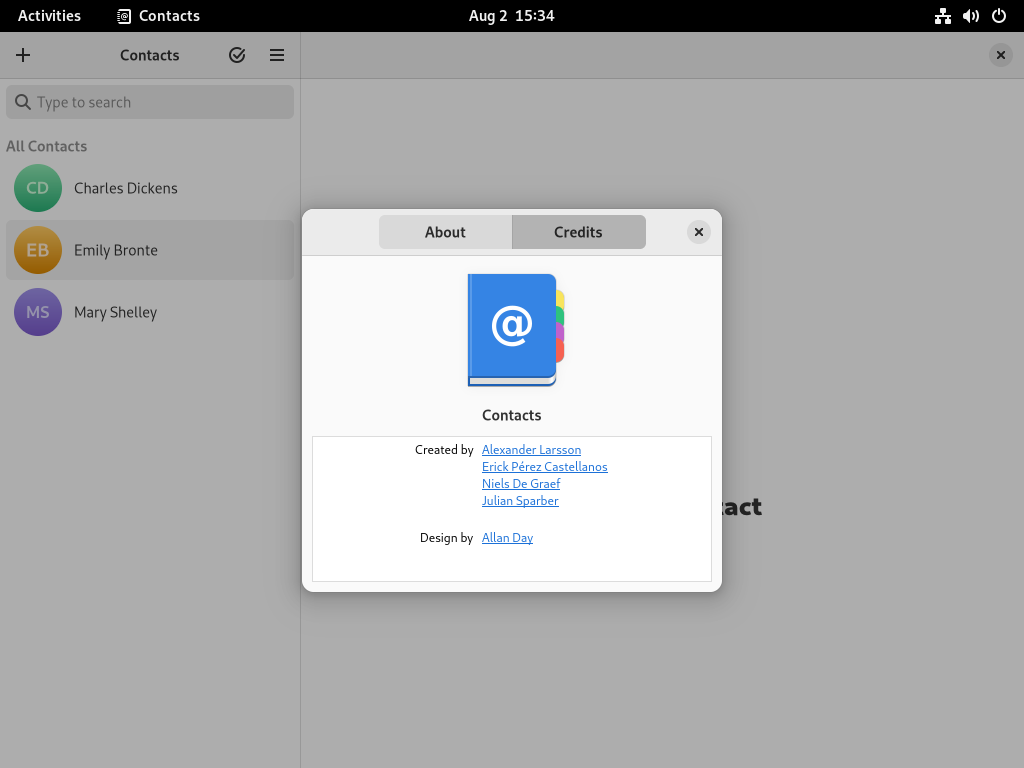 Activities Contacts Aug 2 15:34
Contacts
Type to search
All Contacts
CD Charles Dickens
EB Emily Bronte
MS Mary Shelley
About Credits
@
Contacts
Created by Alexander Larsson
Erick Pérez Castellanos
Niels De Graef
Julian Sparber
Design by Allan Day